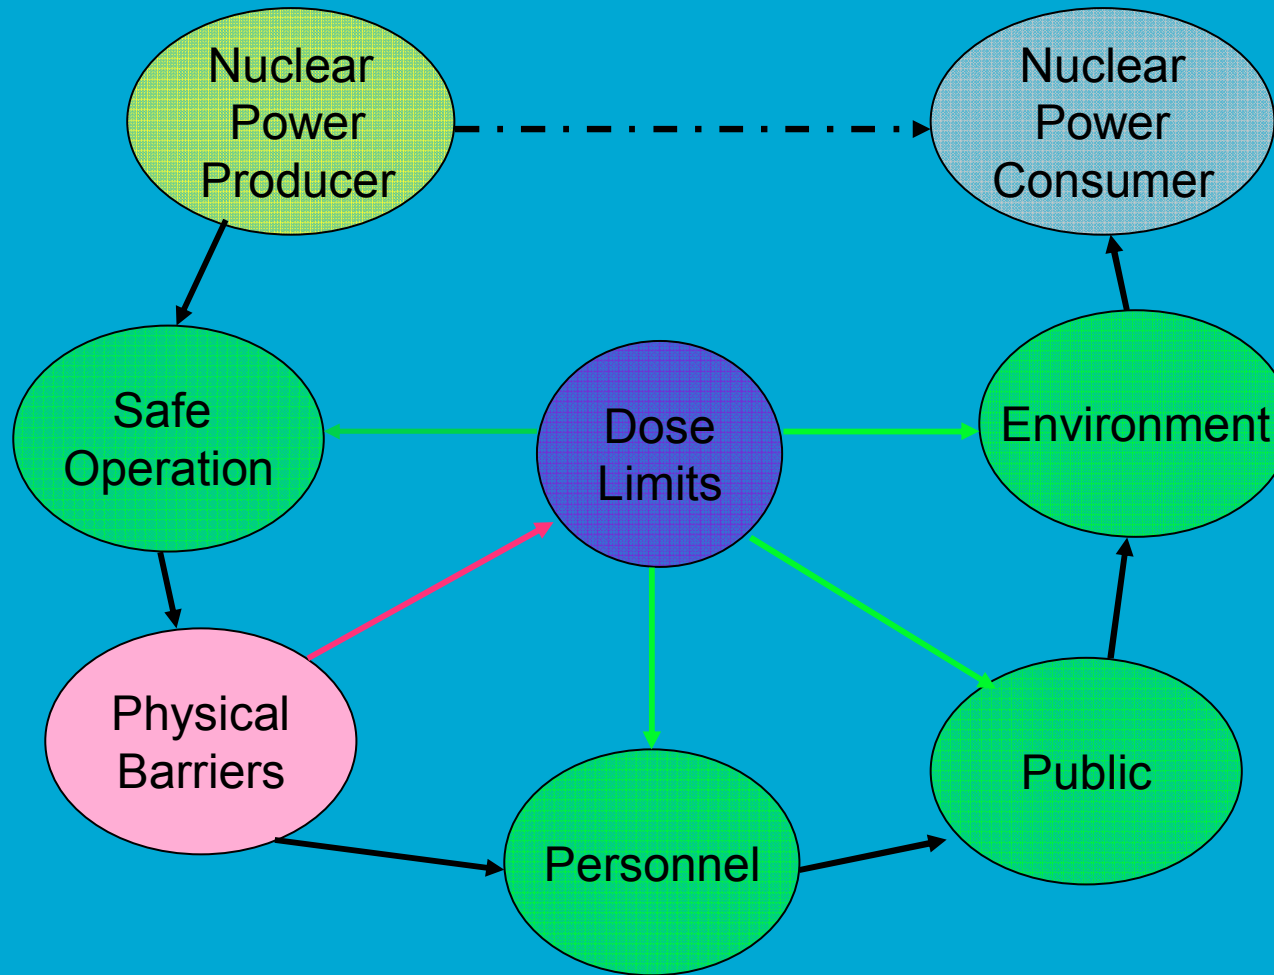 Nuclear
Power
Producer
Nuclear
Power
Consumer
Safe
Operation
Dose
Limits
Environment
Physical
Barriers
Personnel
Public